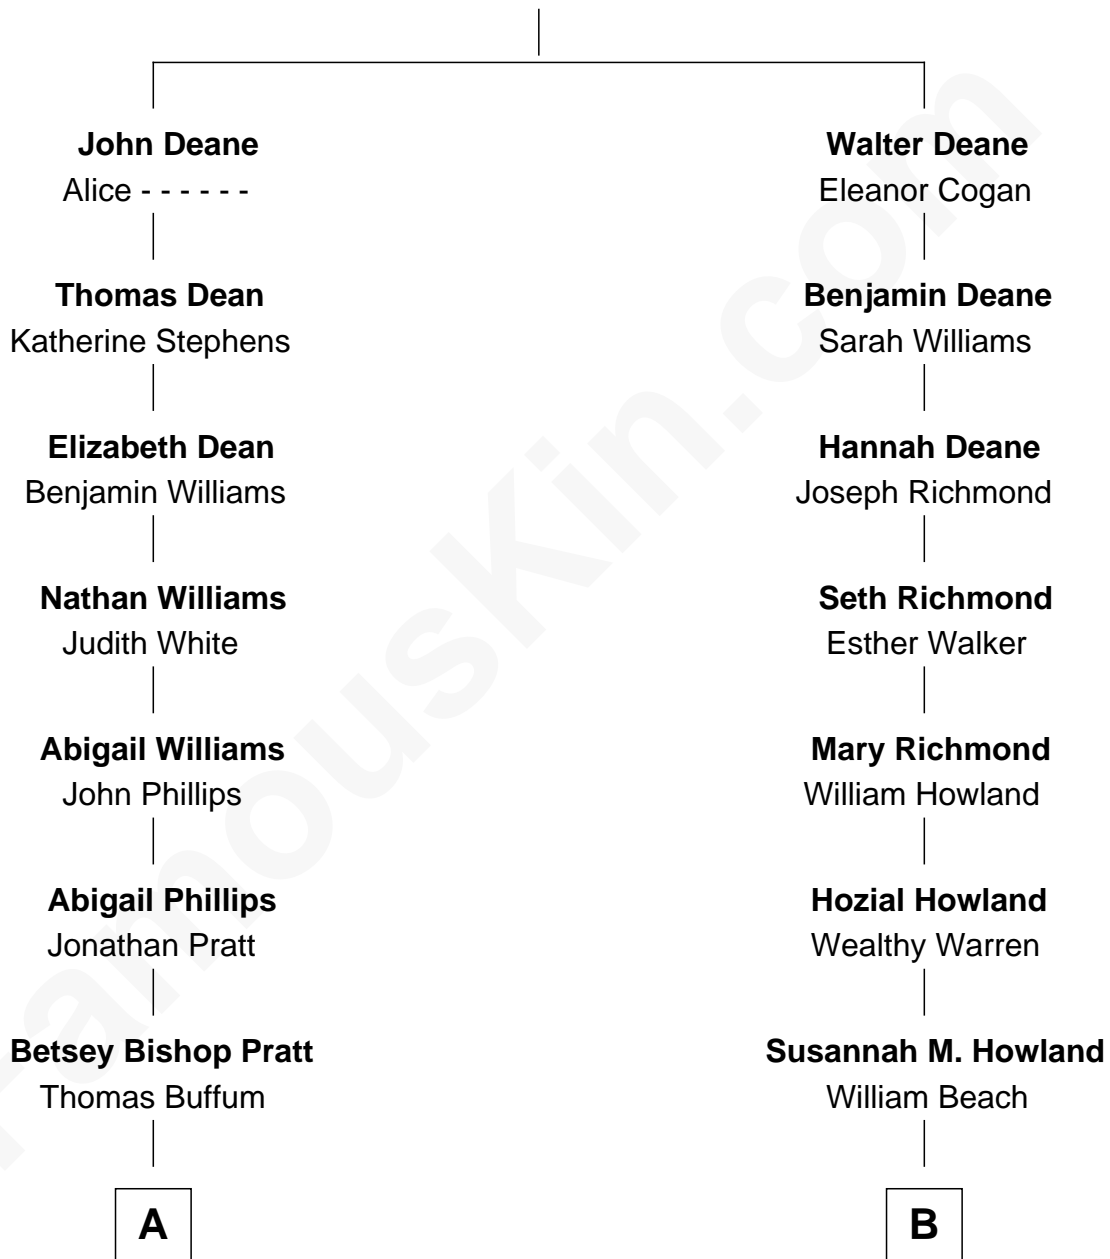 John Deane
Alice - - - - - -
Walter Deane
Eleanor Cogan
Thomas Dean
Katherine Stephens
Benjamin Deane
Sarah Williams
Elizabeth Dean
Benjamin Williams
Hannah Deane
Joseph Richmond
Nathan Williams
Judith White
Seth Richmond
Esther Walker
Abigail Williams
John Phillips
Mary Richmond
William Howland
Abigail Phillips
Jonathan Pratt
Hozial Howland
Wealthy Warren
Betsey Bishop Pratt
Thomas Buffum
Susannah M. Howland
William Beach
A
B
FamousKin.com